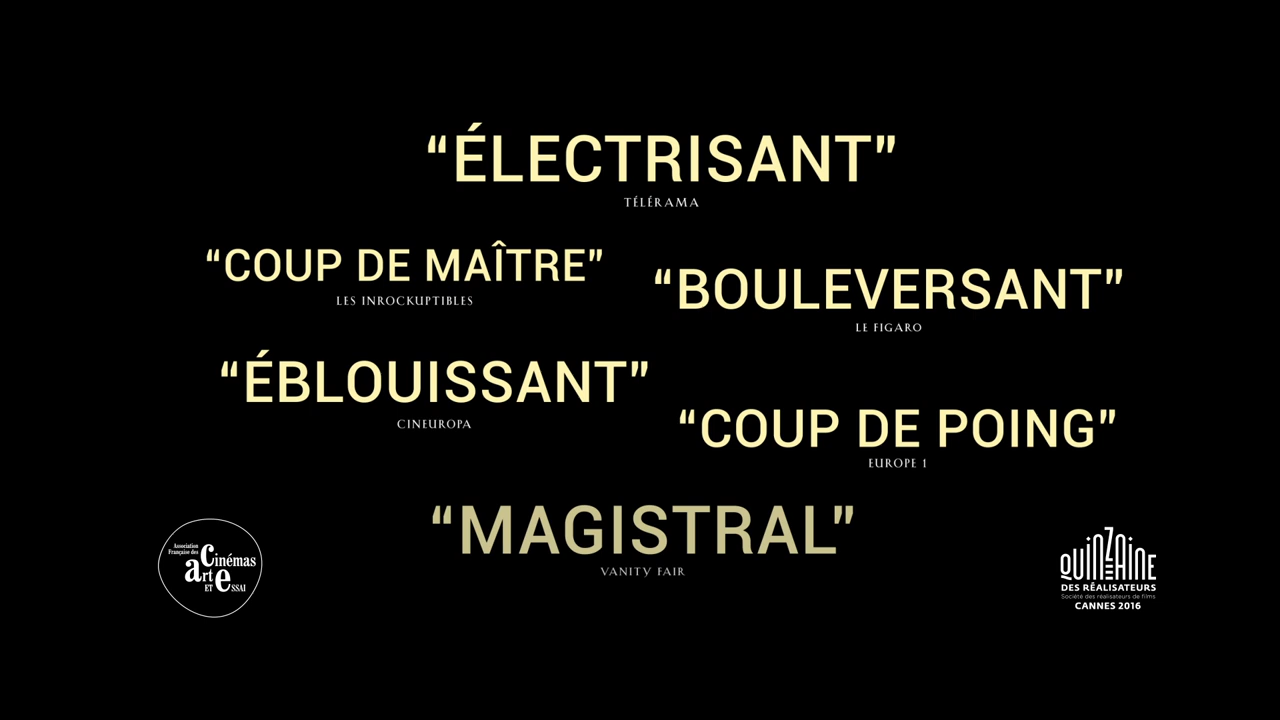 “ÉLECTRISANT”
TÉLÉRAMA
“COUP DE MAÎTRE”
LES INROCKUPTIBLES
“BOULEVERSANT”
LE FIGARO
“ÉBLOUISSANT”
CINEUROPA
“COUP DE POING”
EUROPE 1
“MAGISTRAL”
VANITY FAIR
Association
Française des
Cinémas
art
ET Essai
QUINZAINE
DES RÉALISATEURS
Société des réalisateurs de films
CANNES 2016